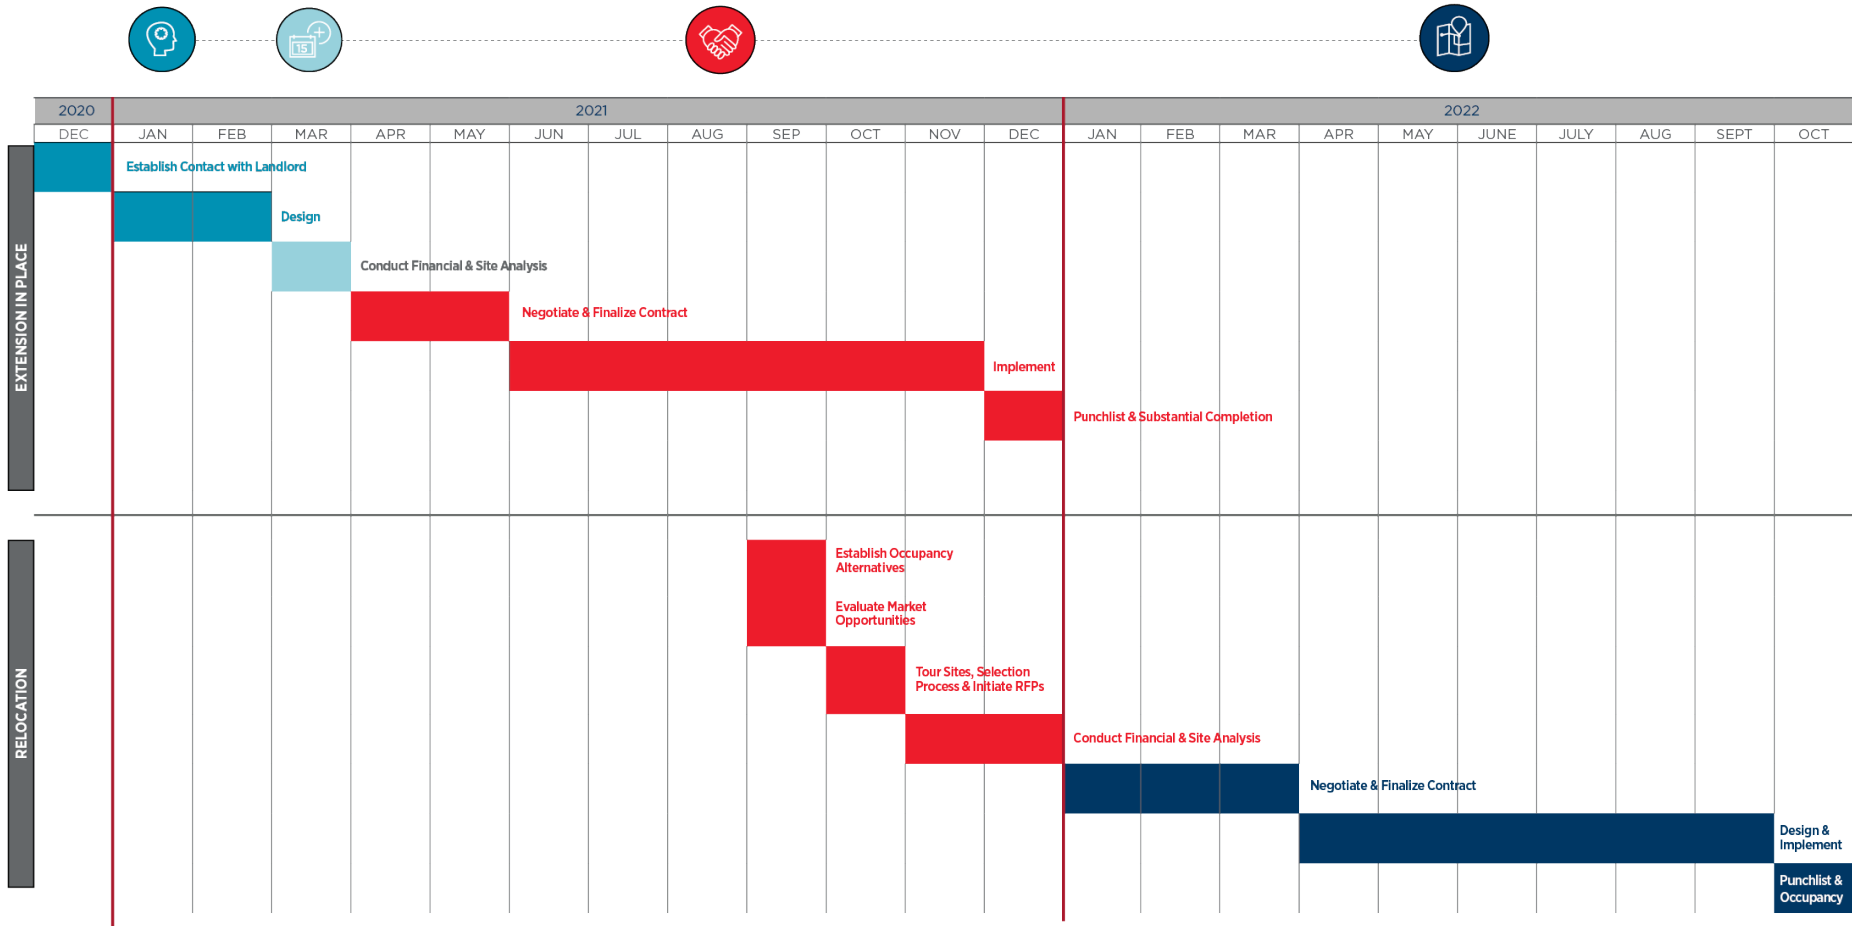 15
2020 2021 2022
DEC JAN FEB MAR APR MAY JUN JUL AUG SEP OCT NOV DEC JAN FEB MAR APR MAY JUNE JULY AUG SEPT OCT
EXTENSION IN PLACE
Establish Contact with Landlord
Design
Conduct Financial & Site Analysis
Negotiate & Finalize Contract
Implement
Punchlist & Substantial Completion
RELOCATION
Establish Occupancy
Alternatives
Evaluate Market
Opportunities
Tour Sites, Selection
Process & Initiate RFPs
Conduct Financial & Site Analysis
Negotiate & Finalize Contract
Design &
Implement
Punchlist &
Occupancy